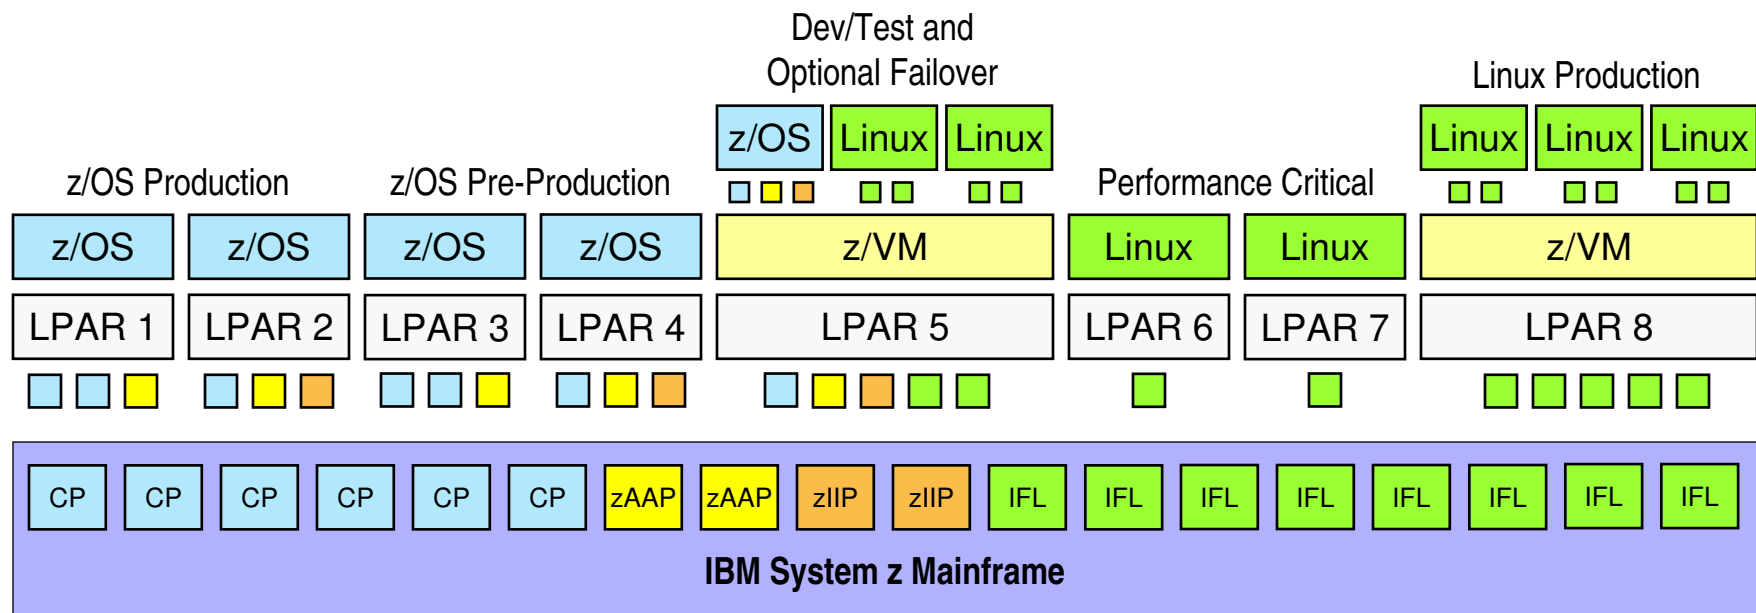 Dev/Test and
Optional Failover
Linux Production
z/OS Linux Linux
Linux Linux Linux
z/OS Production
z/OS Pre-Production
Performance Critical
z/OS z/OS z/OS z/OS z/VM Linux Linux z/VM
LPAR 1 LPAR 2 LPAR 3 LPAR 4 LPAR 5 LPAR 6 LPAR 7 LPAR 8
CP CP CP CP CP CP zAAP zAAP zIIP zIIP IFL IFL IFL IFL IFL IFL IFL IFL
IBM System z Mainframe